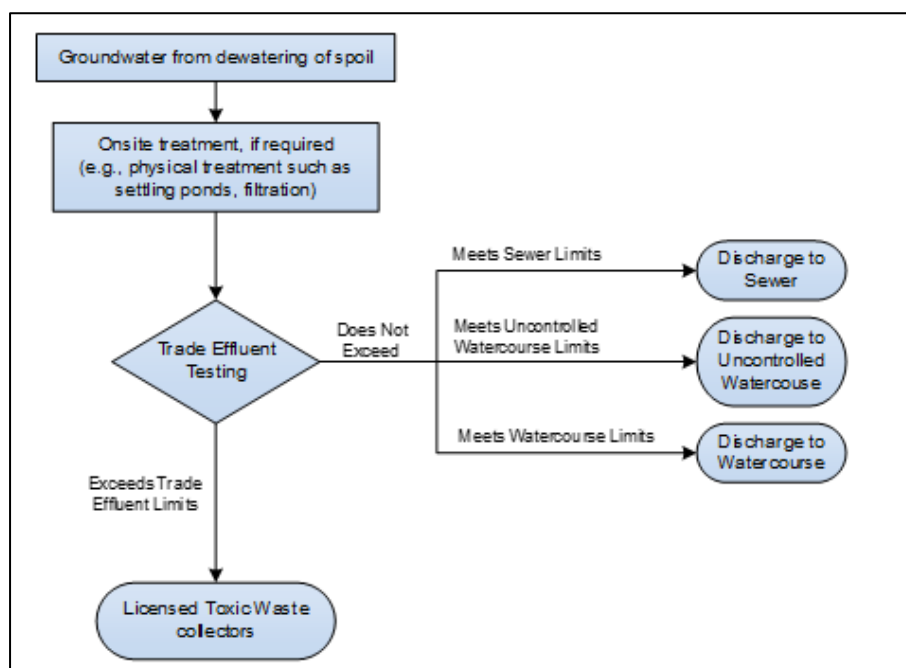 Groundwater from dewatering of spoil
Onsite treatment, if required
(e.g., physical treatment such as
settling ponds, filtration)
Trade Effluent
Testing
Does Not
Exceed
Meets Sewer Limits
Discharge to
Sewer
Meets Uncontrolled
Watercourse Limits
Discharge to
Uncontrolled
Watercouse
Meets Watercourse Limits
Discharge to
Watercourse
Exceeds Trade
Effluent Limits
Licensed Toxic Waste
collectors